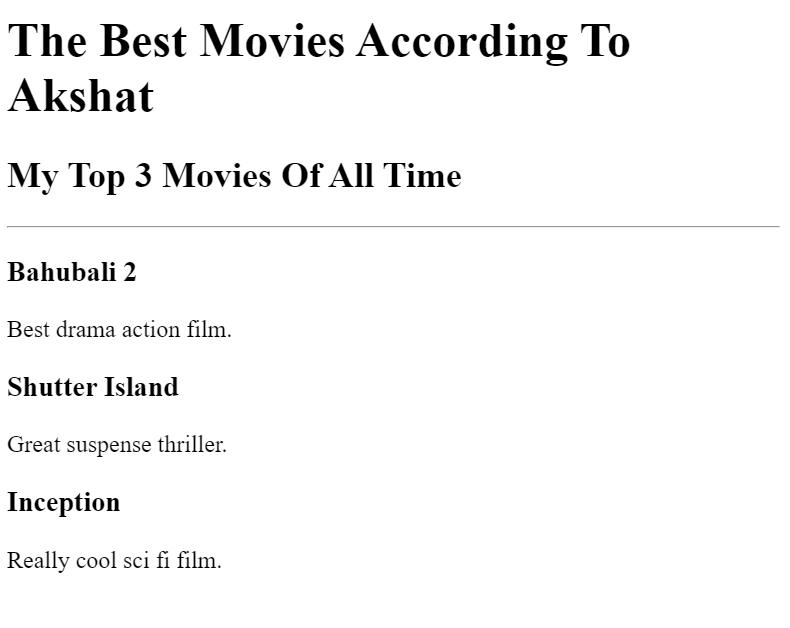 The Best Movies According To
Akshat
My Top 3 Movies Of All Time
Bahubali 2
Best drama action film.
Shutter Island
Great suspense thriller.
Inception
Really cool sci fi film.